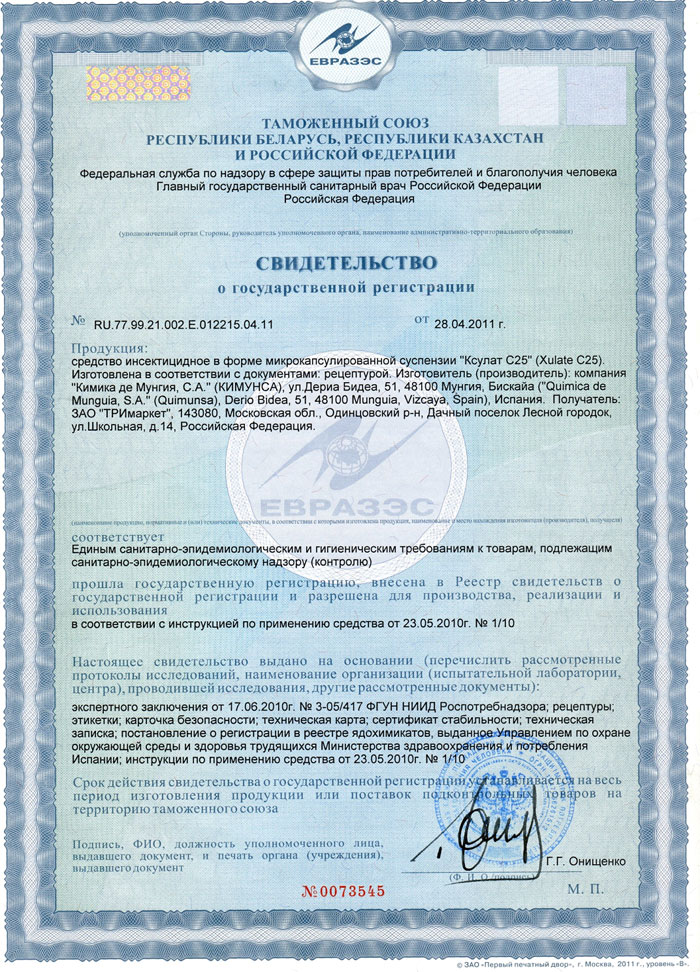 ЕВРАЗЭС
ТАМОЖЕННЫЙ СОЮЗ
РЕСПУБЛИКИ БЕЛАРУСЬ, РЕСПУБЛИКИ КАЗАХСТАН
И РОССИЙСКОЙ ФЕДЕРАЦИИ
Федеральная служба по надзору в сфере защиты прав потребителей и благополучия человека
Главный государственный санитарный врач Российской Федерации
Российская Федерация
(уполномоченный орган Стороны, руководитель уполномоченного органа, наименование административно-территориального образования)
СВИДЕТЕЛЬСТВО
о государственной регистрации
№ RU.77.99.21.002.Е.012215.04.11 от 28.04.2011 г.
Продукция:
средство инсектицидное в форме микрокапсулированной суспензии "Ксулат С25" (Xulate C25).
Изготовлена в соответствии с документами: рецептурой. Изготовитель (производитель): компания
"Кимика де Мунгия, С.А." (КИМУНСА), ул.Дериа Бидеа, 51, 48100 Мунгия, Бискайа ("Quimica de
Munguia, S.A." (Quimunsa), Derio Bidea, 51, 48100 Munguia, Vizcaya, Spain), Испания. Получатель:
ЗАО "ТРИмаркет", 143080, Московская обл., Одинцовский р-н, Дачный поселок Лесной городок,
ул.Школьная, д.14, Российская Федерация.
ЕВРАЗЭС
(наименование продукции, нормативные и (или) технические документы, в соответствии с которыми изготовлена продукция, наименование и место нахождения изготовителя (производителя), получателя)
соответствует
Единым санитарно-эпидемиологическим и гигиеническим требованиям к товарам, подлежащим
санитарно-эпидемиологическому надзору (контролю)
прошла государственную регистрацию, внесена в Реестр свидетельств о
государственной регистрации и разрешена для производства, реализации и
использования
в соответствии с инструкцией по применению средства от 23.05.2010г. № 1/10
Настоящее свидетельство выдано на основании (перечислить рассмотренные
протоколы исследований, наименование организации (испытательной лаборатории,
центра), проводившей исследования, другие рассмотренные документы):
экспертного заключения от 17.06.2010г. № 3-05/417 ФГУН НИИД Роспотребнадзора; рецептуры;
этикетки; карточка безопасности; техническая карта; сертификат стабильности; техническая
записка; постановление о регистрации в реестре ядохимикатов, выданное Управлением по охране
окружающей среды и здоровья трудящихся Министерства здравоохранения и потребления
Испании; инструкции по применению средства от 23.05.2010г. № 1/10
Срок действия свидетельства о государственной регистрации устанавливается на весь
период изготовления продукции или поставок подконтрольных товаров на
территорию таможенного союза
Подпись, ФИО, должность уполномоченного лица,
выдавшего документ, и печать органа (учреждения),
выдавшего документ
Г.Г. Онищенко
(Ф. И. О./подпись)
№0073545
М. П.
© ЗАО «Первый печатный двор», г. Москва, 2011 г., уровень «В».